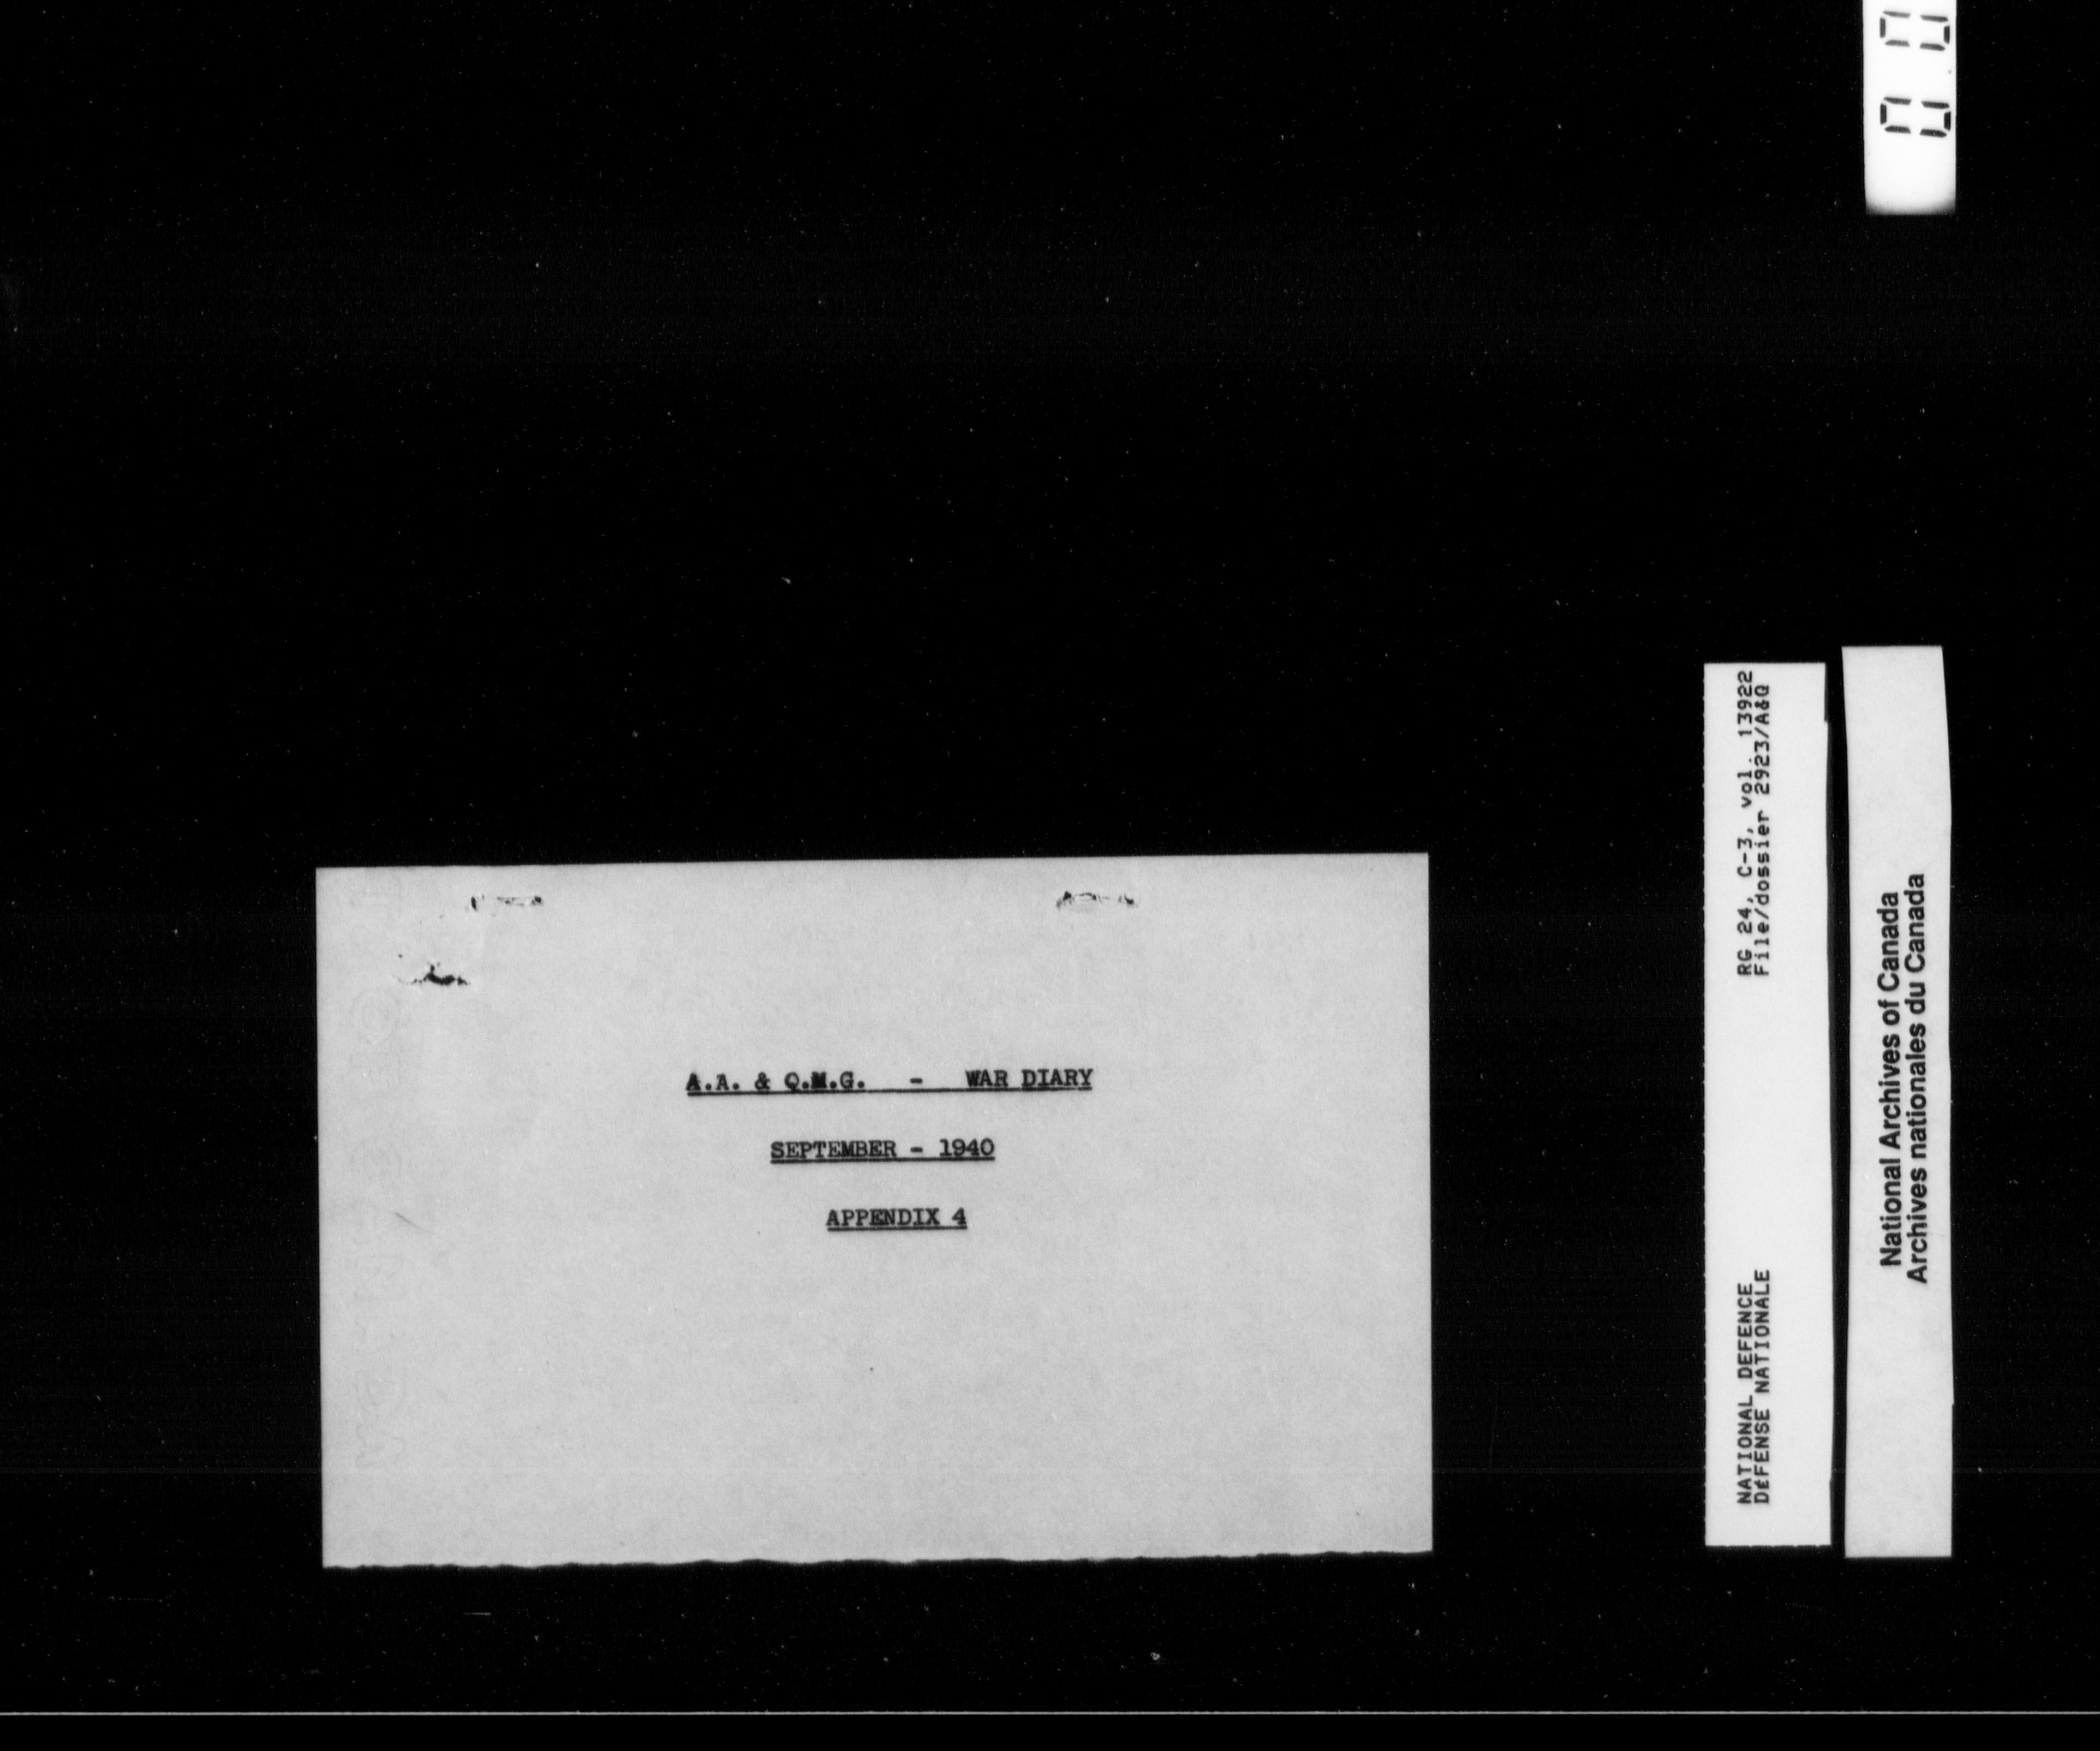 A.A. & Q.M.G. - WAR DIARY
SEPTEMBER - 1940
APPENDIX 4
NATIONAL DEFENCE RG 24, C-3, vol. 13922
DéFENSE NATIONALE File/dossier 2923/A&Q
National Archives of Canada
Archives nationales du Canada